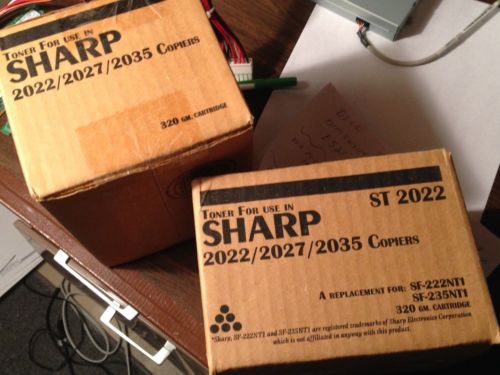 TONER FOR USE IN
SHARP
2022/2027/2035 COPIERS
320 GM. CARTRIDGE
ST 2022
TONER FOR USE IN
SHARP
2022/2027/2035 COPIERS
A REPLACEMENT FOR: SF-222NT1
SF-235NT1
320 GM. CARTRIDGE
*Sharp, SF-222NT1 and SF-235NT1 are registered trademarks of Sharp Electronics Corporation
which is not affiliated in anyway with this product.